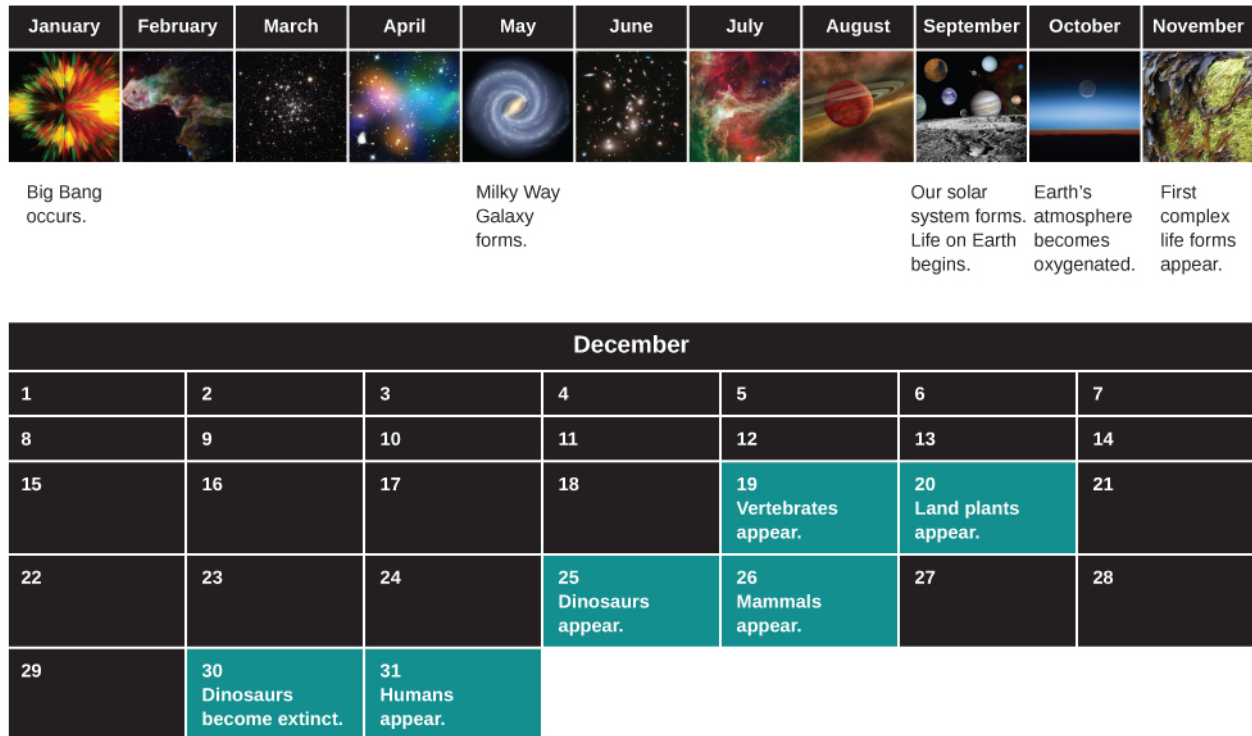 January February March April May June July August September October November
Big Bang
occurs.
Milky Way
Galaxy
forms.
Our solar
system forms.
Life on Earth
begins.
Earth’s
atmosphere
becomes
oxygenated.
First
complex
life forms
appear.
December
1 2 3 4 5 6 7
8 9 10 11 12 13 14
15 16 17 18 19 20 21
Vertebrates
appear.
Land plants
appear.
22 23 24 25 26 27 28
Dinosaurs
appear.
Mammals
appear.
29 30 31
Dinosaurs
become extinct.
Humans
appear.